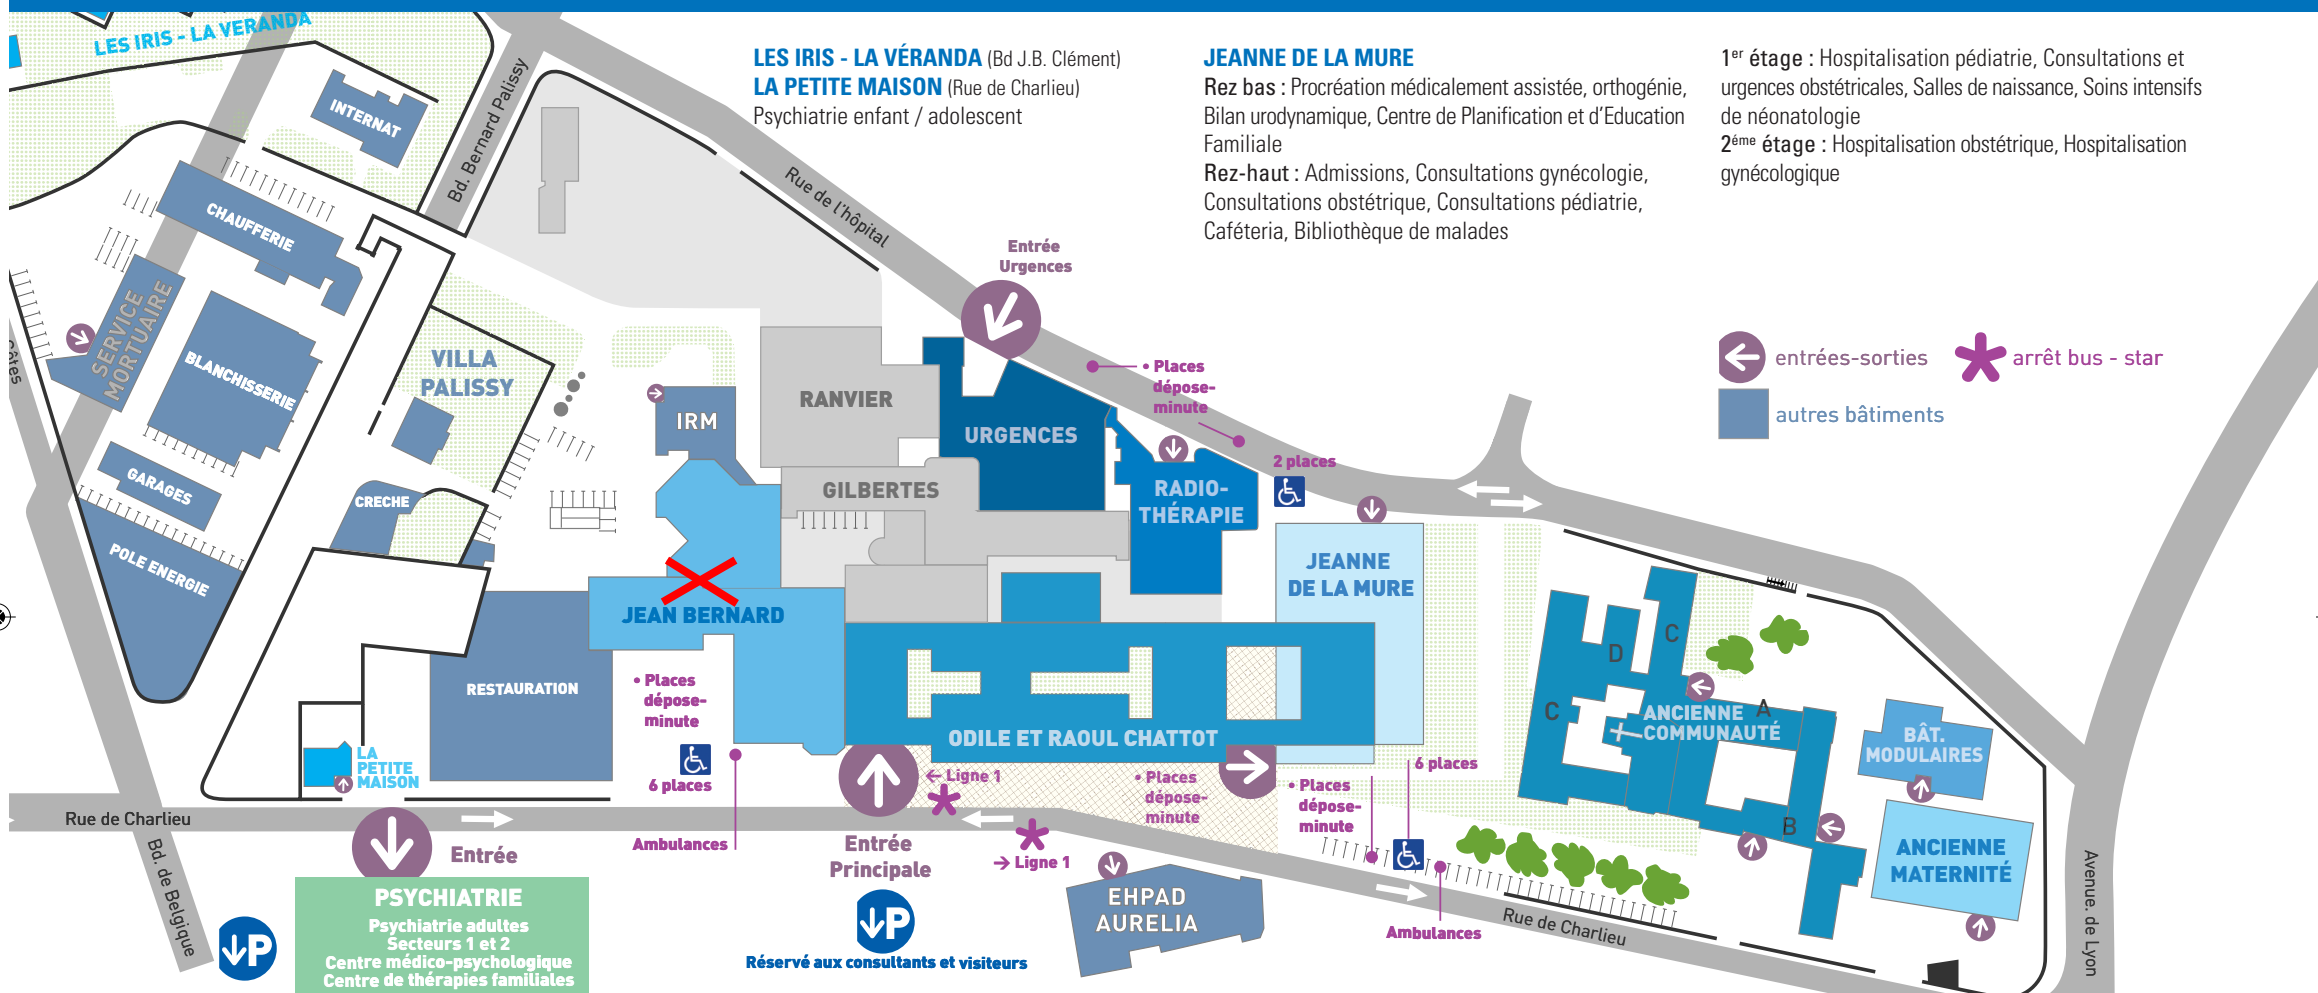 LES IRIS - LA VERANDA
LES IRIS - LA VÉRANDA (Bd J.B. Clément)
LA PETITE MAISON (Rue de Charlieu)
Psychiatrie enfant / adolescent
JEANNE DE LA MURE
Rez bas : Procréation médicalement assistée, orthogénie,
Bilan urodynamique, Centre de Planification et d'Education
Familiale
Rez-haut : Admissions, Consultations gynécologie,
Consultations obstétrique, Consultations pédiatrie,
Caféteria, Bibliothèque de malades
1er étage : Hospitalisation pédiatrie, Consultations et
urgences obstétricales, Salles de naissance, Soins intensifs
de néonatologie
2éme étage : Hospitalisation obstétrique, Hospitalisation
gynécologique
INTERNAT
Bd. Bernard Palissy
Rue de l'hôpital
CHAUFFERIE
Entrée
Urgences
SERVICE
MORTUAIRE
BLANCHISSERIE
VILLA
PALISSY
entrées-sorties
arrêt bus - star
autres bâtiments
• Places
dépose-
minute
RANVIER
IRM
URGENCES
2 places
GARAGES
CRECHE
GILBERTES
RADIO-
THÉRAPIE
POLE ENERGIE
JEANNE
DE LA MURE
JEAN BERNARD
RESTAURATION
• Places
dépose-
minute
6 places
Ambulances
ODILE ET RAOUL CHATTOT
C
D
C
A
B
ANCIENNE
COMMUNAUTÉ
BÂT.
MODULAIRES
ANCIENNE
MATERNITÉ
LA
PETITE
MAISON
← Ligne 1
→ Ligne 1
• Places
dépose-
minute
• Places
dépose-
minute
6 places
Ambulances
Rue de Charlieu
Bd. de Belgique
Entrée
Entrée
Principale
P
P
Réservé aux consultants et visiteurs
PSYCHIATRIE
Psychiatrie adultes
Secteurs 1 et 2
Centre médico-psychologique
Centre de thérapies familiales
EHPAD
AURELIA
Rue de Charlieu
Avenue. de Lyon